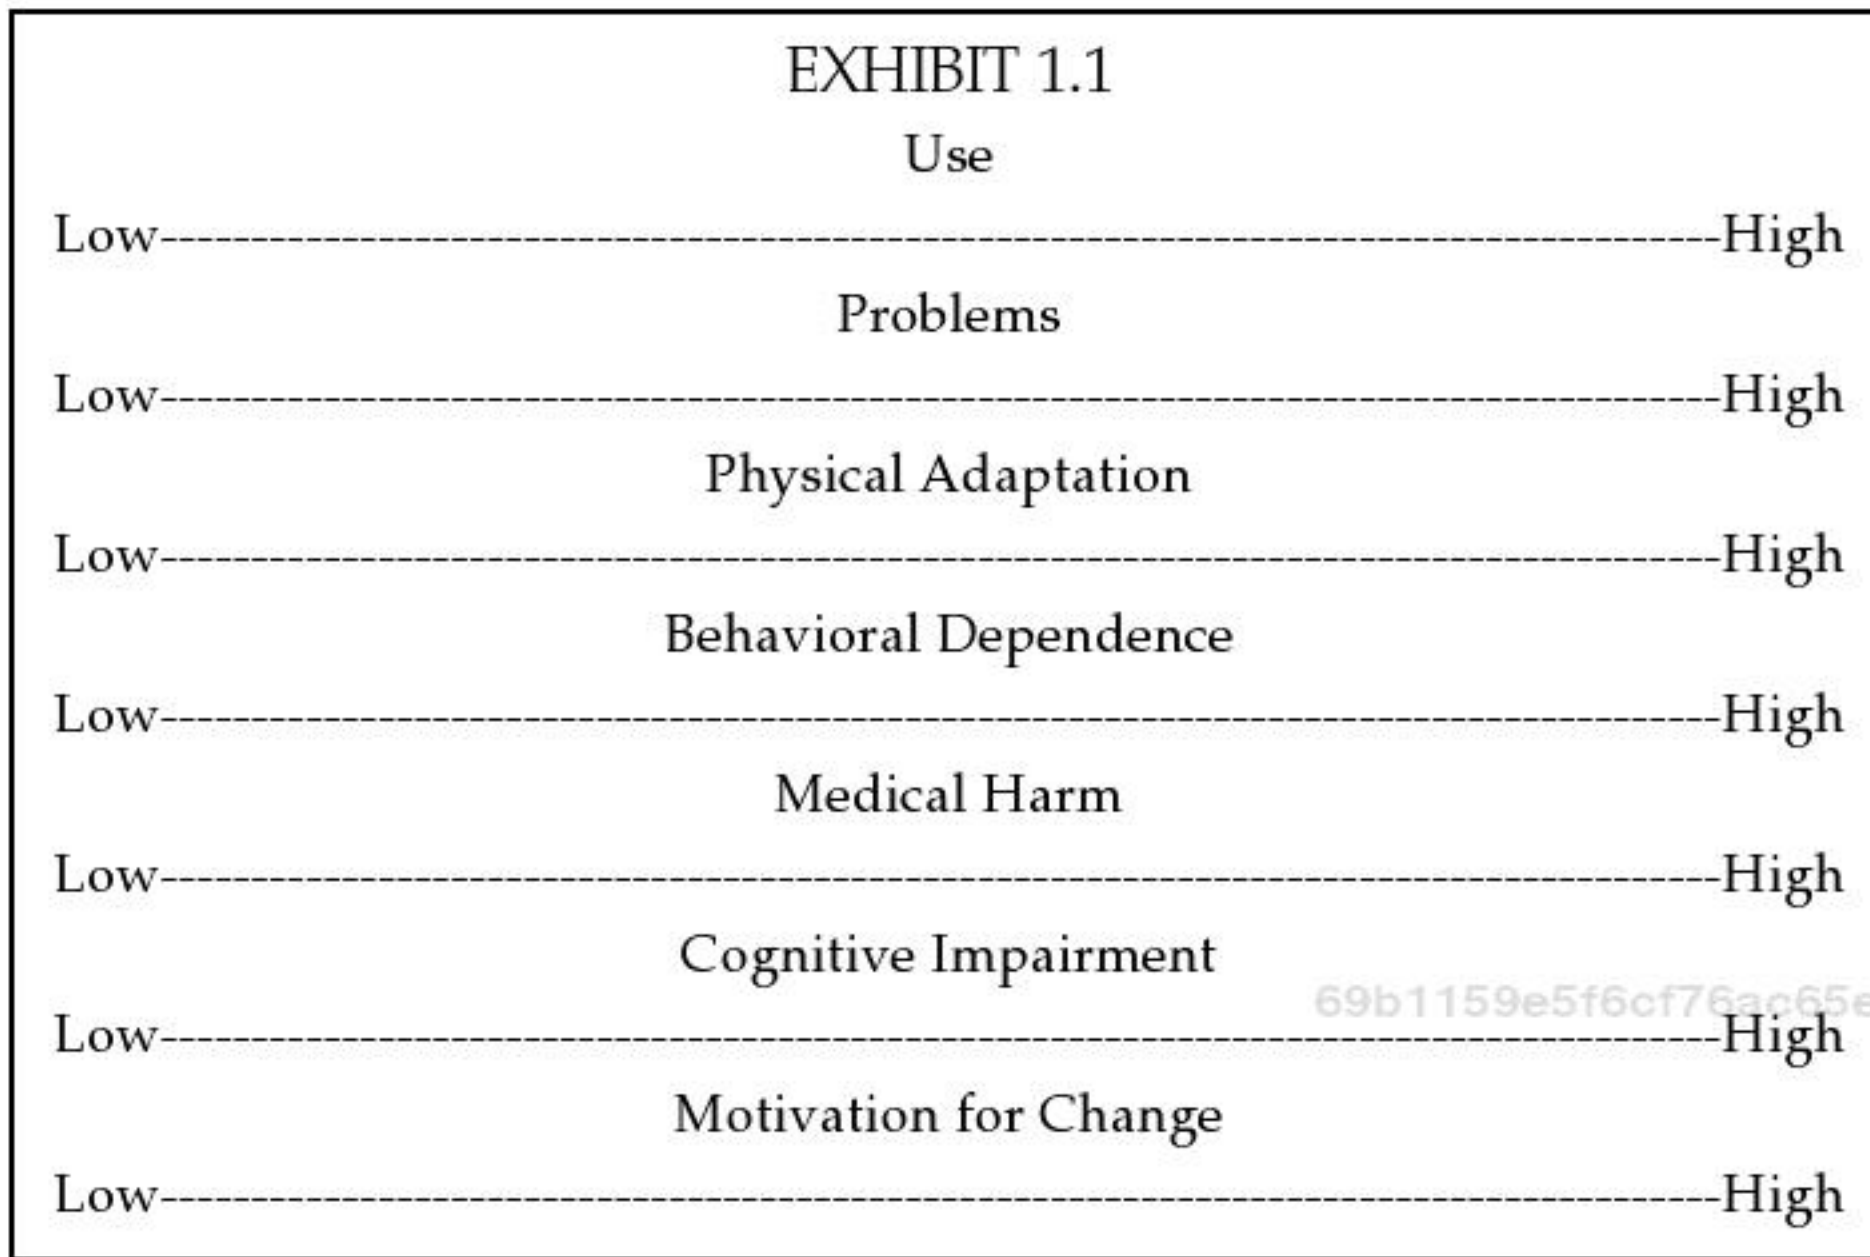 EXHIBIT 1.1
Use
Low--------------------------------------------------------------------------------------High
Problems
Low--------------------------------------------------------------------------------------High
Physical Adaptation
Low--------------------------------------------------------------------------------------High
Behavioral Dependence
Low--------------------------------------------------------------------------------------High
Medical Harm
Low--------------------------------------------------------------------------------------High
Cognitive Impairment
69b1159e5f6cf76ac65e
Low--------------------------------------------------------------------------------------High
Motivation for Change
Low--------------------------------------------------------------------------------------High